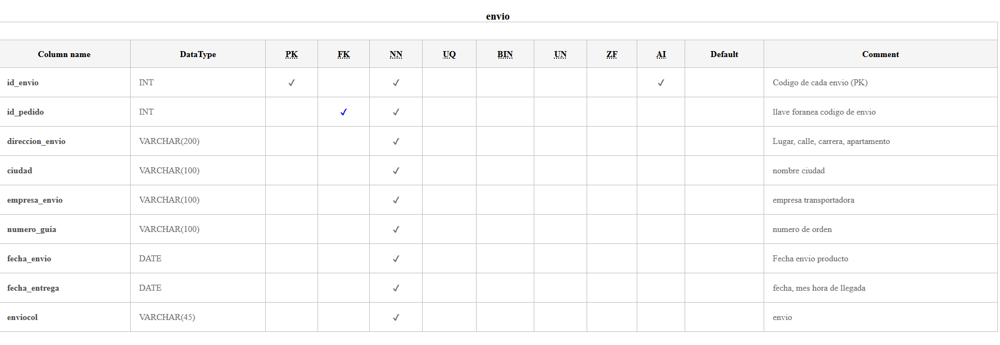 envio
Column name DataType PK FK NN UQ BIN UN ZF AI Default Comment
id_envio INT ✓ ✓ ✓ Codigo de cada envio (PK)
id_pedido INT ✓ ✓ llave foranea codigo de envio
direccion_envio VARCHAR(200) ✓ Lugar, calle, carrera, apartamento
ciudad VARCHAR(100) ✓ nombre ciudad
empresa_envio VARCHAR(100) ✓ empresa transportadora
numero_guia VARCHAR(100) ✓ numero de orden
fecha_envio DATE ✓ Fecha envio producto
fecha_entrega DATE ✓ fecha, mes hora de llegada
enviocol VARCHAR(45) ✓ envio